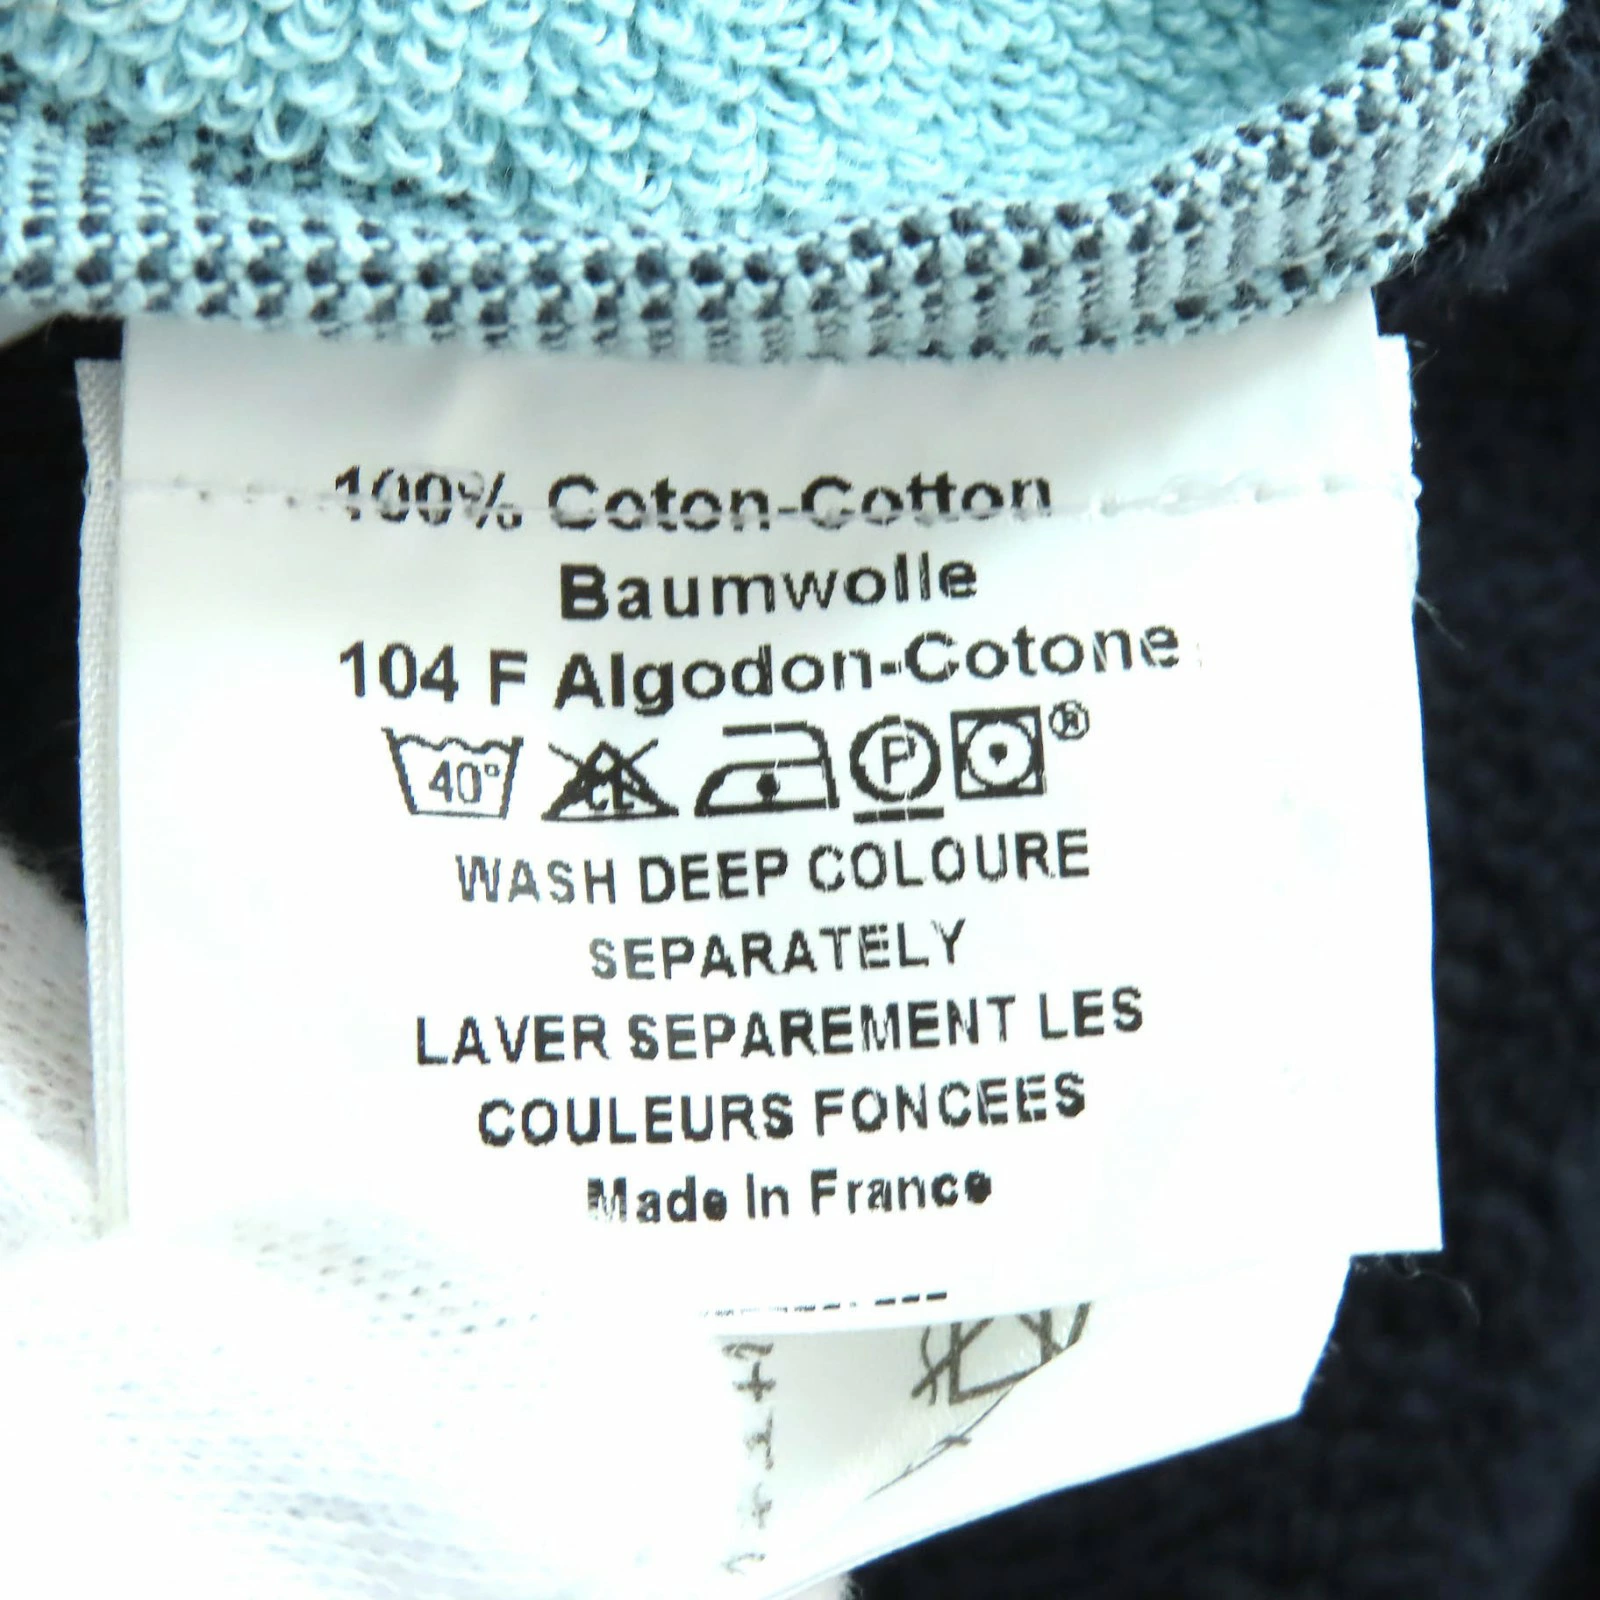 100% Coton-Cotton
Baumwolle
104 F Algodon-Cotone
40° CL P ®
WASH DEEP COLOURE
SEPARATELY
LAVER SEPAREMENT LES
COULEURS FONCEES
Made In France